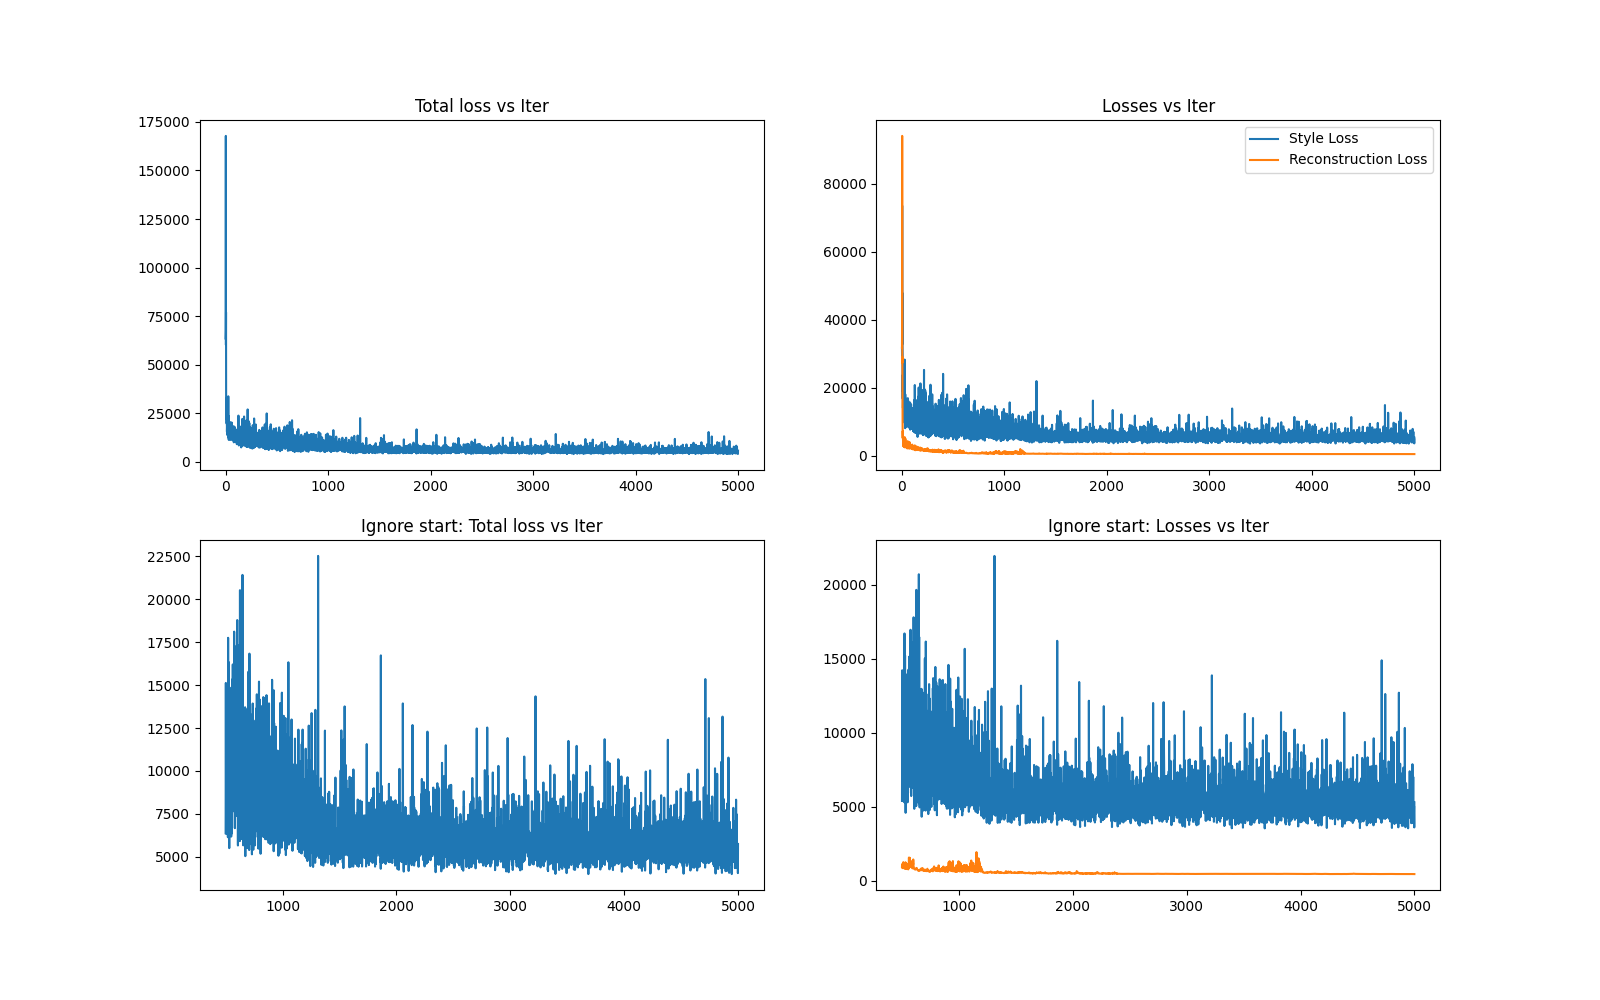 Total loss vs Iter
175000
150000
125000
100000
75000
50000
25000
0
0 1000 2000 3000 4000 5000
Losses vs Iter
Style Loss
Reconstruction Loss
80000
60000
40000
20000
0
0 1000 2000 3000 4000 5000
Ignore start: Total loss vs Iter
22500
20000
17500
15000
12500
10000
7500
5000
1000 2000 3000 4000 5000
Ignore start: Losses vs Iter
20000
15000
10000
5000
0
1000 2000 3000 4000 5000